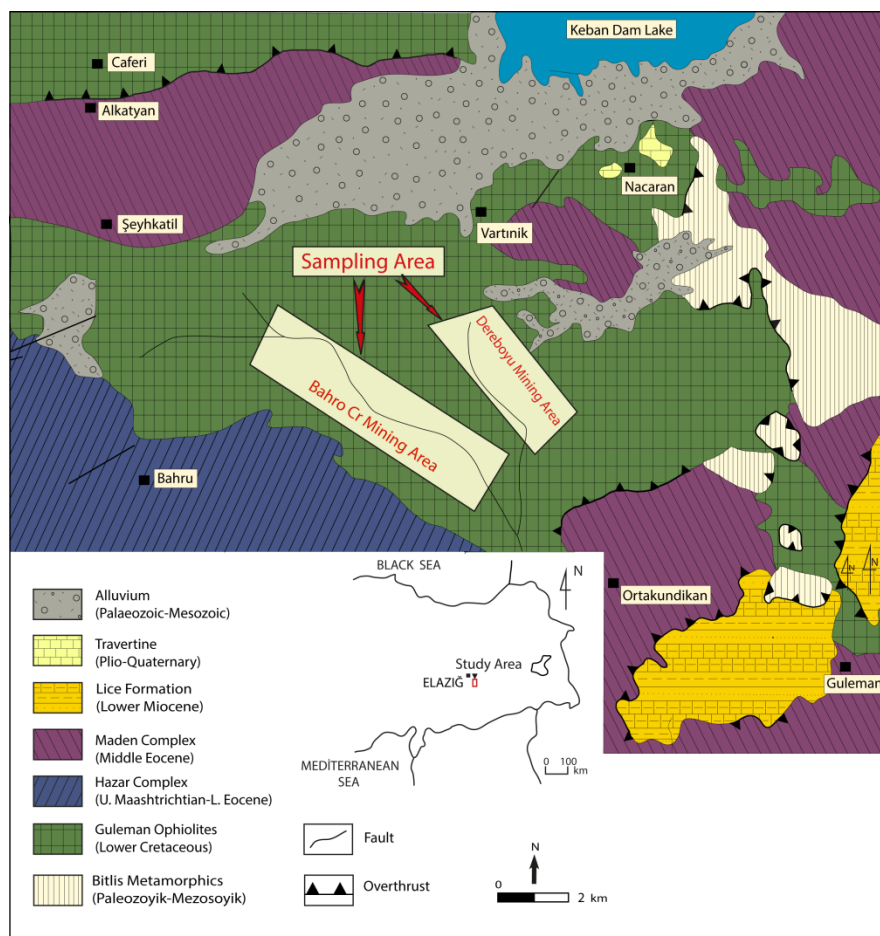 Keban Dam Lake
Caferi
Alkatyan
Nacaran
Şeyhkatil
Vartınik
Sampling Area
Dereboyu Mining Area
Bahro Cr Mining Area
Bahru
BLACK SEA
N
Study Area
ELAZIĞ
MEDİTERRANEAN
SEA
0 100
km
N
N
Ortakundikan
Guleman
Alluvium
(Palaeozoic-Mesozoic)
Travertine
(Plio-Quaternary)
Lice Formation
(Lower Miocene)
Maden Complex
(Middle Eocene)
Hazar Complex
(U. Maashtrichtian-L. Eocene)
Guleman Ophiolites
(Lower Cretaceous)
Bitlis Metamorphics
(Paleozoyik-Mezosoyik)
Fault
Overthrust
N
0
2 km